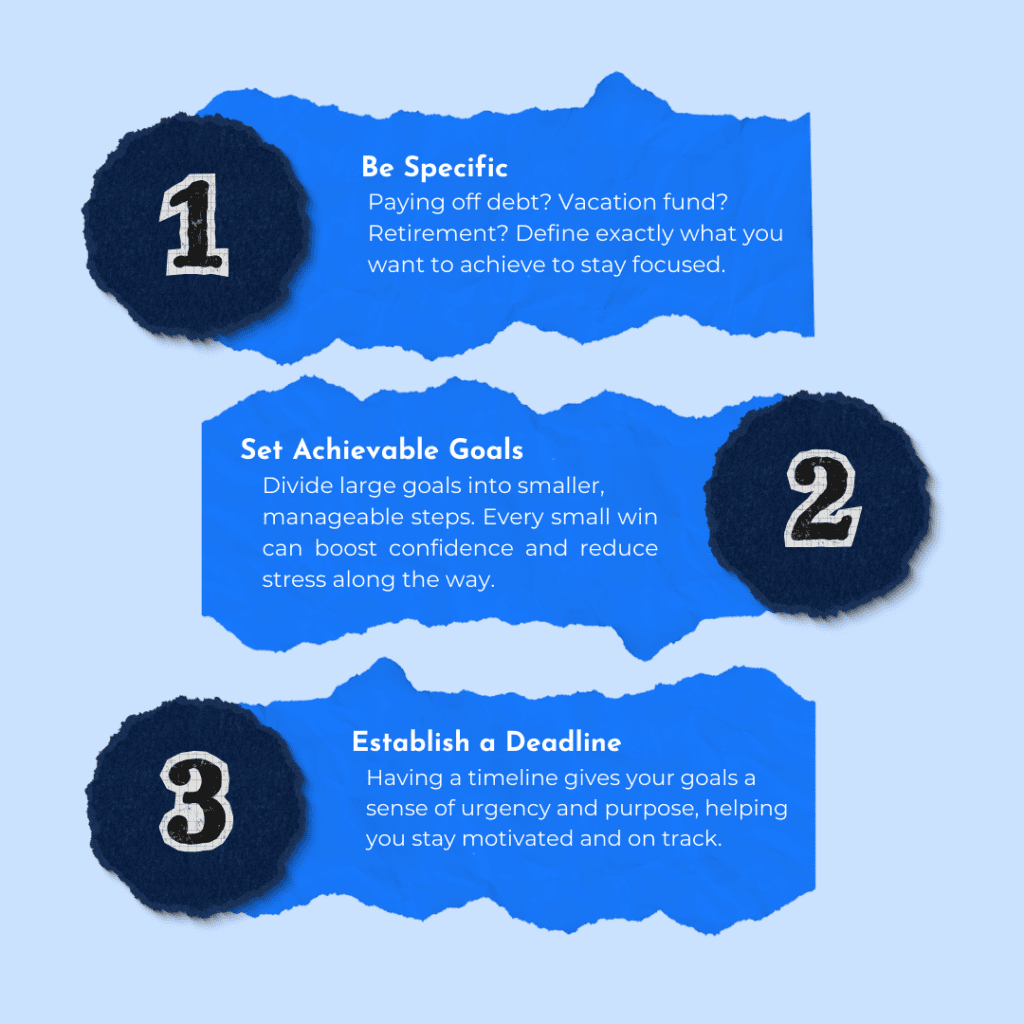 1
Be Specific
Paying off debt? Vacation fund?
Retirement? Define exactly what you
want to achieve to stay focused.
Set Achievable Goals
Divide large goals into smaller,
manageable steps. Every small win
can boost confidence and reduce
stress along the way.
2
3
Establish a Deadline
Having a timeline gives your goals a
sense of urgency and purpose, helping
you stay motivated and on track.